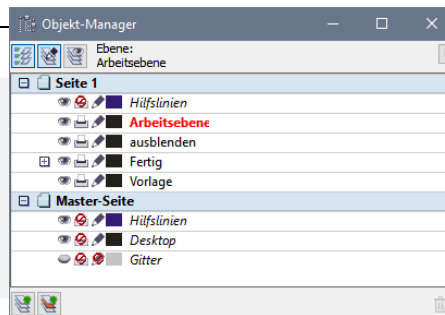 Objekt-Manager
Ebene:
Arbeitsebene
Seite 1
Hilfslinien
Arbeitsebene
ausblenden
Fertig
Vorlage
Master-Seite
Hilfslinien
Desktop
Gitter